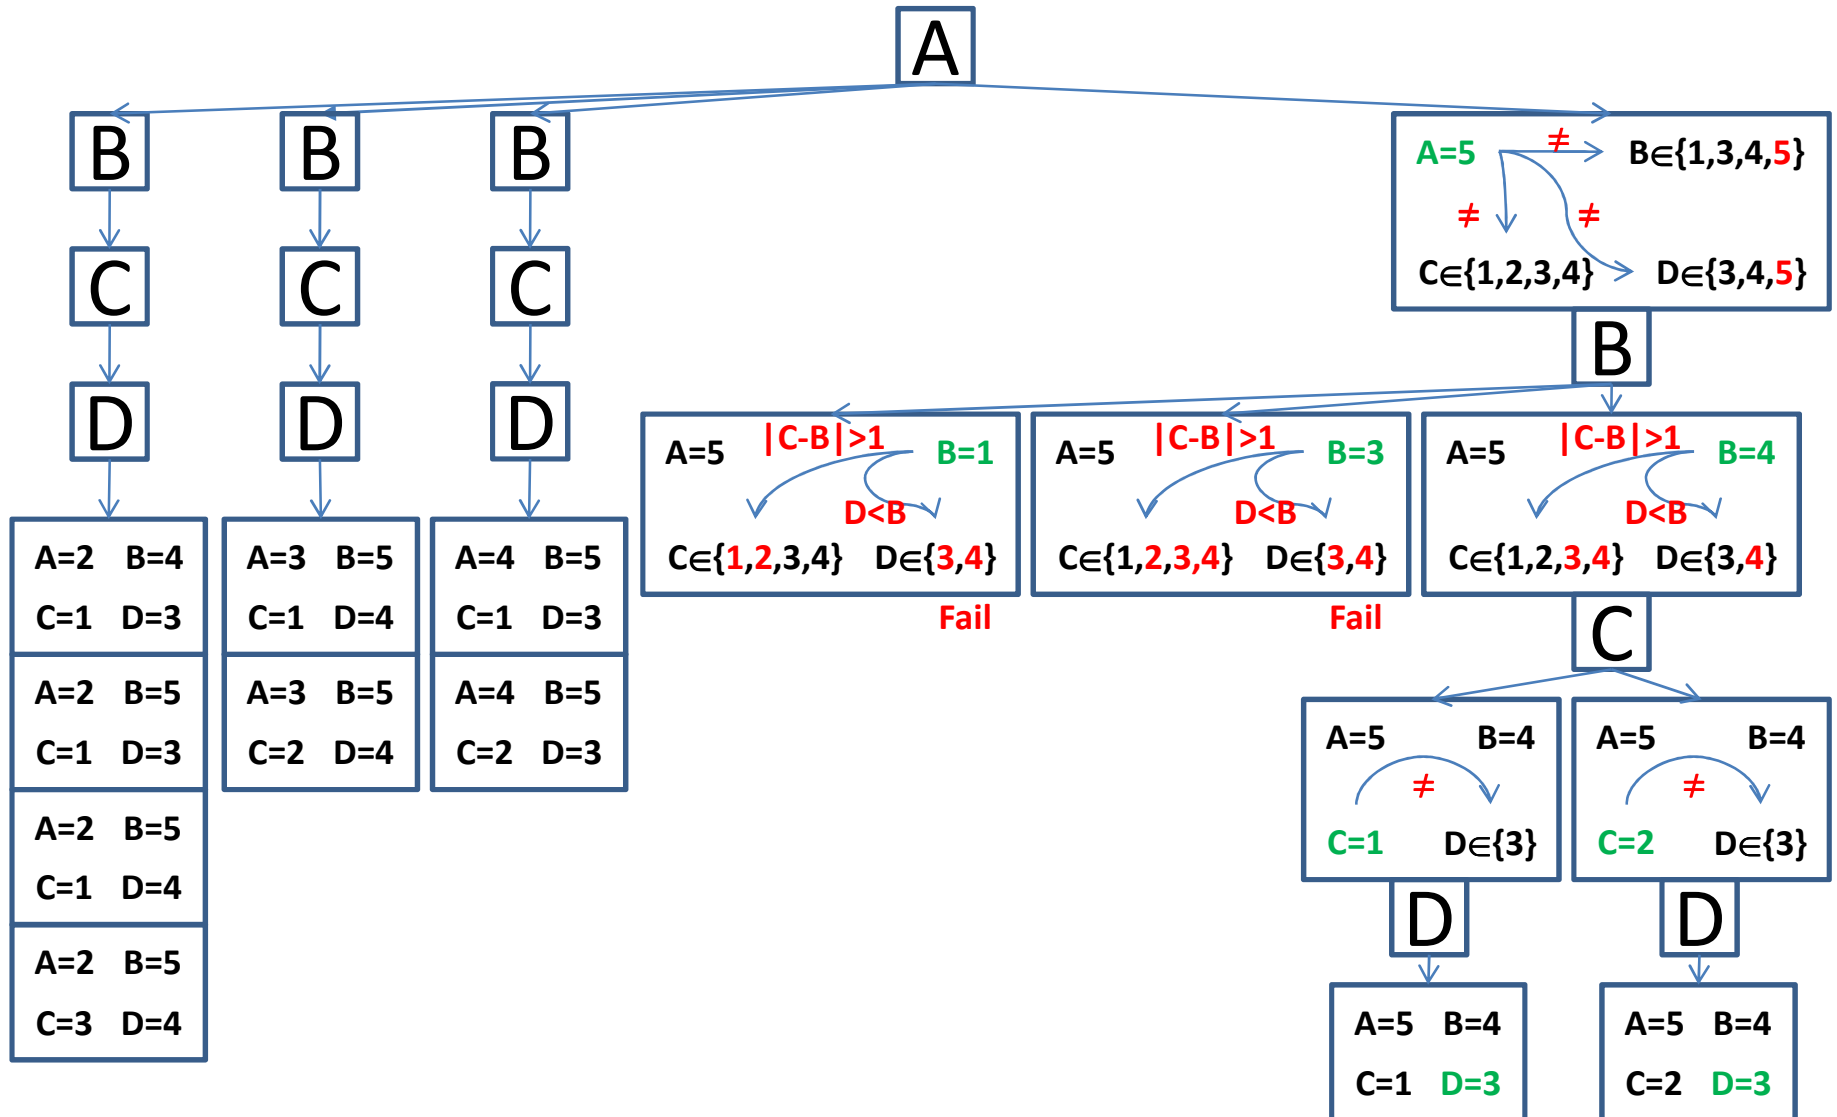 A
B
B
B
A=5
≠
B∈{1,3,4,5}
≠
≠
C∈{1,2,3,4}
D∈{3,4,5}
C
C
C
B
D
D
D
A=5
|C-B|>1
B=1
D<B
C∈{1,2,3,4}
D∈{3,4}
Fail
A=5
|C-B|>1
B=3
D<B
C∈{1,2,3,4}
D∈{3,4}
Fail
A=5
|C-B|>1
B=4
D<B
C∈{1,2,3,4}
D∈{3,4}
A=2 B=4
C=1 D=3
A=2 B=5
C=1 D=3
A=2 B=5
C=1 D=4
A=2 B=5
C=3 D=4
A=3 B=5
C=1 D=4
A=3 B=5
C=2 D=4
A=4 B=5
C=1 D=3
A=4 B=5
C=2 D=3
C
A=5 B=4
≠
C=1 D∈{3}
A=5 B=4
≠
C=2 D∈{3}
D
D
A=5 B=4
C=1 D=3
A=5 B=4
C=2 D=3